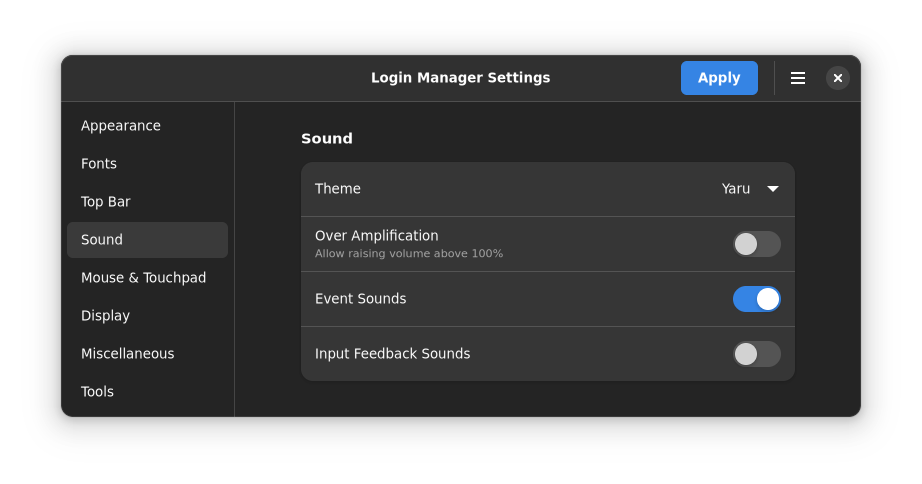 Login Manager Settings
Apply
Appearance
Fonts
Top Bar
Sound
Mouse & Touchpad
Display
Miscellaneous
Tools
Sound
Theme
Yaru
Over Amplification
Allow raising volume above 100%
Event Sounds
Input Feedback Sounds